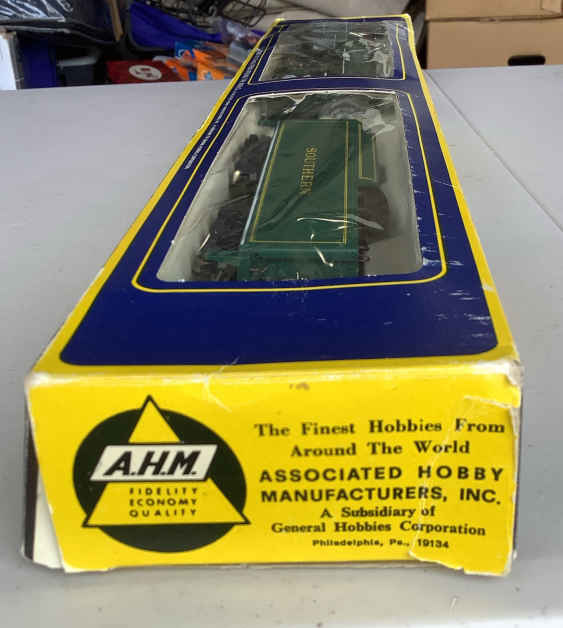 SOUTHERN
A.H.M.
FIDELITY
ECONOMY
QUALITY
The Finest Hobbies From
Around The World
ASSOCIATED HOBBY
MANUFACTURERS, INC.
A Subsidiary of
General Hobbies Corporation
Philadelphia, Pa., 19134